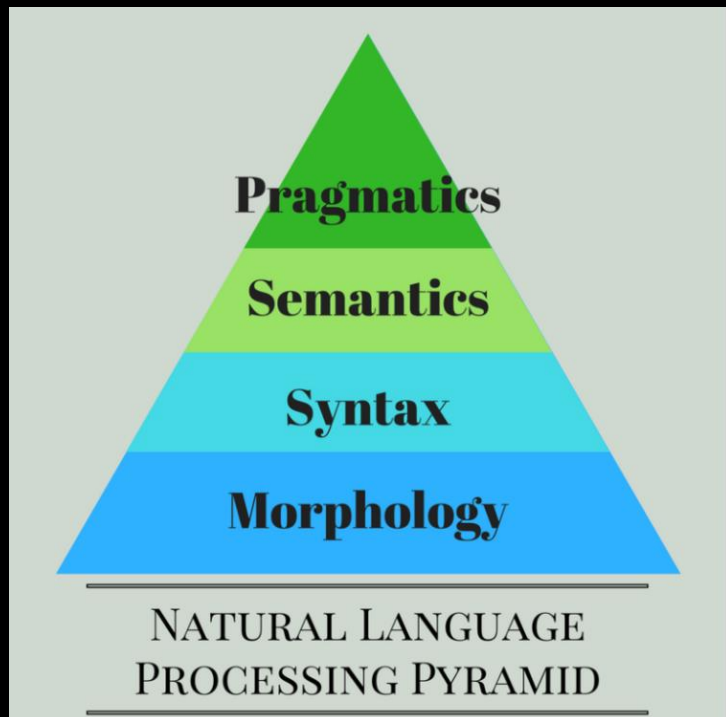 Pragmatics
Semantics
Syntax
Morphology
NATURAL LANGUAGE
PROCESSING PYRAMID